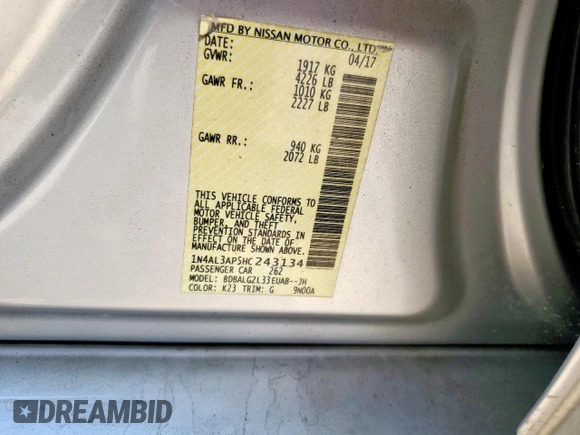 MFD BY NISSAN MOTOR CO., LTD.
DATE: 04/17
GVWR: 1917 KG
4226 LB
GAWR FR.: 1010 KG
2227 LB
GAWR RR.: 940 KG
2072 LB
THIS VEHICLE CONFORMS TO
ALL APPLICABLE FEDERAL
MOTOR VEHICLE SAFETY,
BUMPER, AND THEFT
PREVENTION STANDARDS
IN EFFECT ON THE DATE OF
MANUFACTURE SHOWN ABOVE.
1N4AL3AP5HC243134
PASSENGER CAR 262
MODEL: BDBALGZL33EUAB--JH
COLOR: K23 TRIM: G 9N00A
DREAMBID